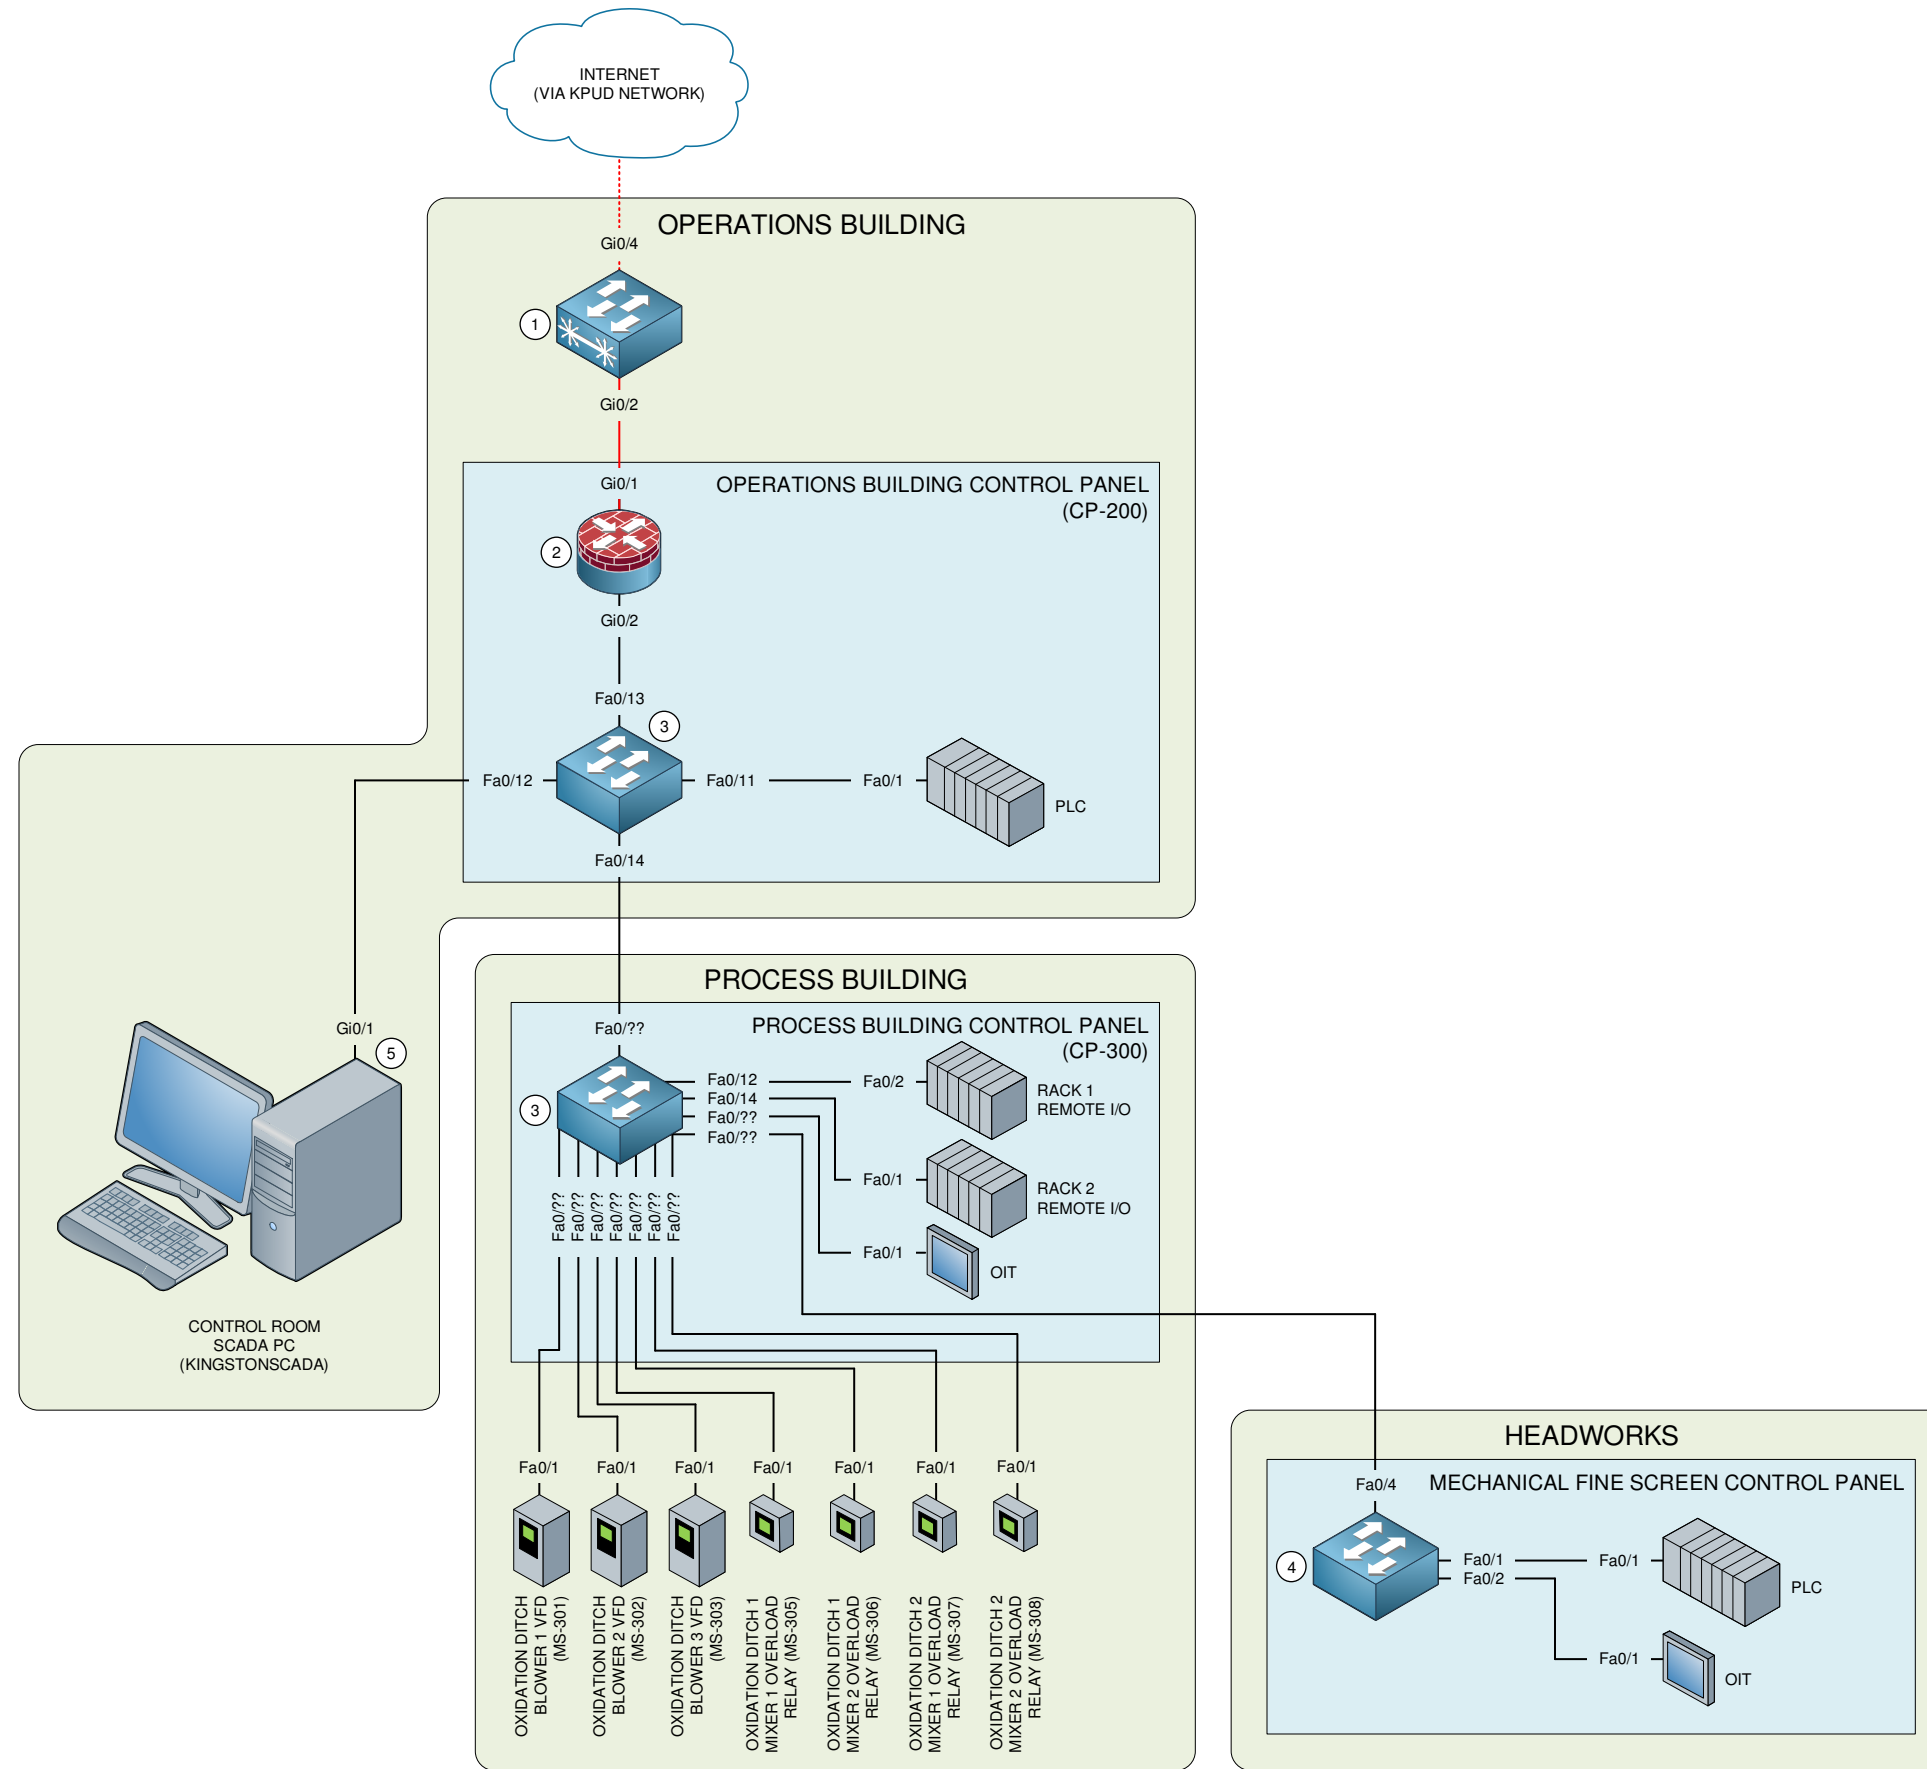 INTERNET
(VIA KPUD NETWORK)
OPERATIONS BUILDING
Gi0/4
1
Gi0/2
OPERATIONS BUILDING CONTROL PANEL
(CP-200)
Gi0/1
2
Gi0/2
Fa0/13
3
Fa0/12
Fa0/11
Fa0/1
PLC
Fa0/14
Gi0/1
5
CONTROL ROOM
SCADA PC
(KINGSTONSCADA)
PROCESS BUILDING
PROCESS BUILDING CONTROL PANEL
(CP-300)
Fa0/??
3
Fa0/12
Fa0/14
Fa0/??
Fa0/??
Fa0/2
RACK 1
REMOTE I/O
Fa0/1
RACK 2
REMOTE I/O
Fa0/1
OIT
Fa0/??
Fa0/??
Fa0/??
Fa0/??
Fa0/??
Fa0/??
Fa0/??
Fa0/1
Fa0/1
Fa0/1
Fa0/1
Fa0/1
Fa0/1
Fa0/1
OXIDATION DITCH
BLOWER 1 VFD
(MS-301)
OXIDATION DITCH
BLOWER 2 VFD
(MS-302)
OXIDATION DITCH
BLOWER 3 VFD
(MS-303)
OXIDATION DITCH 1
MIXER 1 OVERLOAD
RELAY (MS-305)
OXIDATION DITCH 1
MIXER 2 OVERLOAD
RELAY (MS-306)
OXIDATION DITCH 2
MIXER 1 OVERLOAD
RELAY (MS-307)
OXIDATION DITCH 2
MIXER 2 OVERLOAD
RELAY (MS-308)
HEADWORKS
MECHANICAL FINE SCREEN CONTROL PANEL
Fa0/4
4
Fa0/1
Fa0/2
Fa0/1
PLC
Fa0/1
OIT